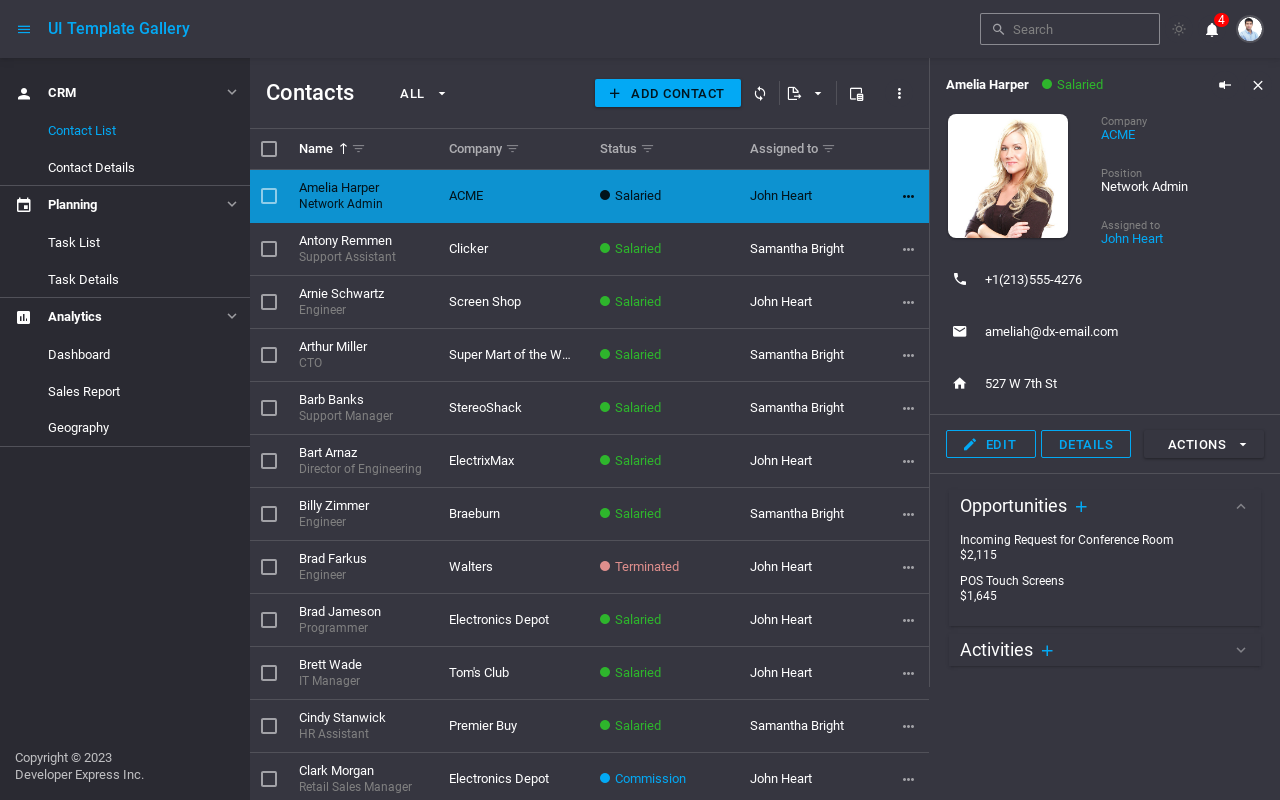 UI Template Gallery
Search
4
CRM
Contact List
Contact Details
Planning
Task List
Task Details
Analytics
Dashboard
Sales Report
Geography
Copyright © 2023
Developer Express Inc.
Contacts
ALL
ADD CONTACT
Name Company Status Assigned to
Amelia Harper
Network Admin
ACME Salaried John Heart
Antony Remmen
Support Assistant
Clicker Salaried Samantha Bright
Arnie Schwartz
Engineer
Screen Shop Salaried John Heart
Arthur Miller
CTO
Super Mart of the W... Salaried Samantha Bright
Barb Banks
Support Manager
StereoShack Salaried Samantha Bright
Bart Arnaz
Director of Engineering
ElectrixMax Salaried John Heart
Billy Zimmer
Engineer
Braeburn Salaried Samantha Bright
Brad Farkus
Engineer
Walters Terminated John Heart
Brad Jameson
Programmer
Electronics Depot Salaried John Heart
Brett Wade
IT Manager
Tom's Club Salaried John Heart
Cindy Stanwick
HR Assistant
Premier Buy Salaried Samantha Bright
Clark Morgan
Retail Sales Manager
Electronics Depot Commission John Heart
Amelia Harper Salaried
Company
ACME
Position
Network Admin
Assigned to
John Heart
+1(213)555-4276
ameliah@dx-email.com
527 W 7th St
EDIT DETAILS ACTIONS
Opportunities
Incoming Request for Conference Room
$2,115
POS Touch Screens
$1,645
Activities